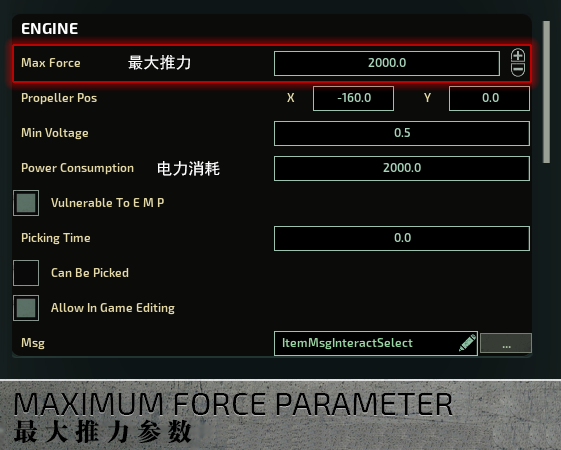 ENGINE
Max Force 最大推力 2000.0
Propeller Pos X -160.0 Y 0.0
Min Voltage 0.5
Power Consumption 电力消耗 2000.0
Vulnerable To E M P
Picking Time 0.0
Can Be Picked
Allow In Game Editing
Msg ItemMsgInteractSelect ...
MAXIMUM FORCE PARAMETER
最大推力参数